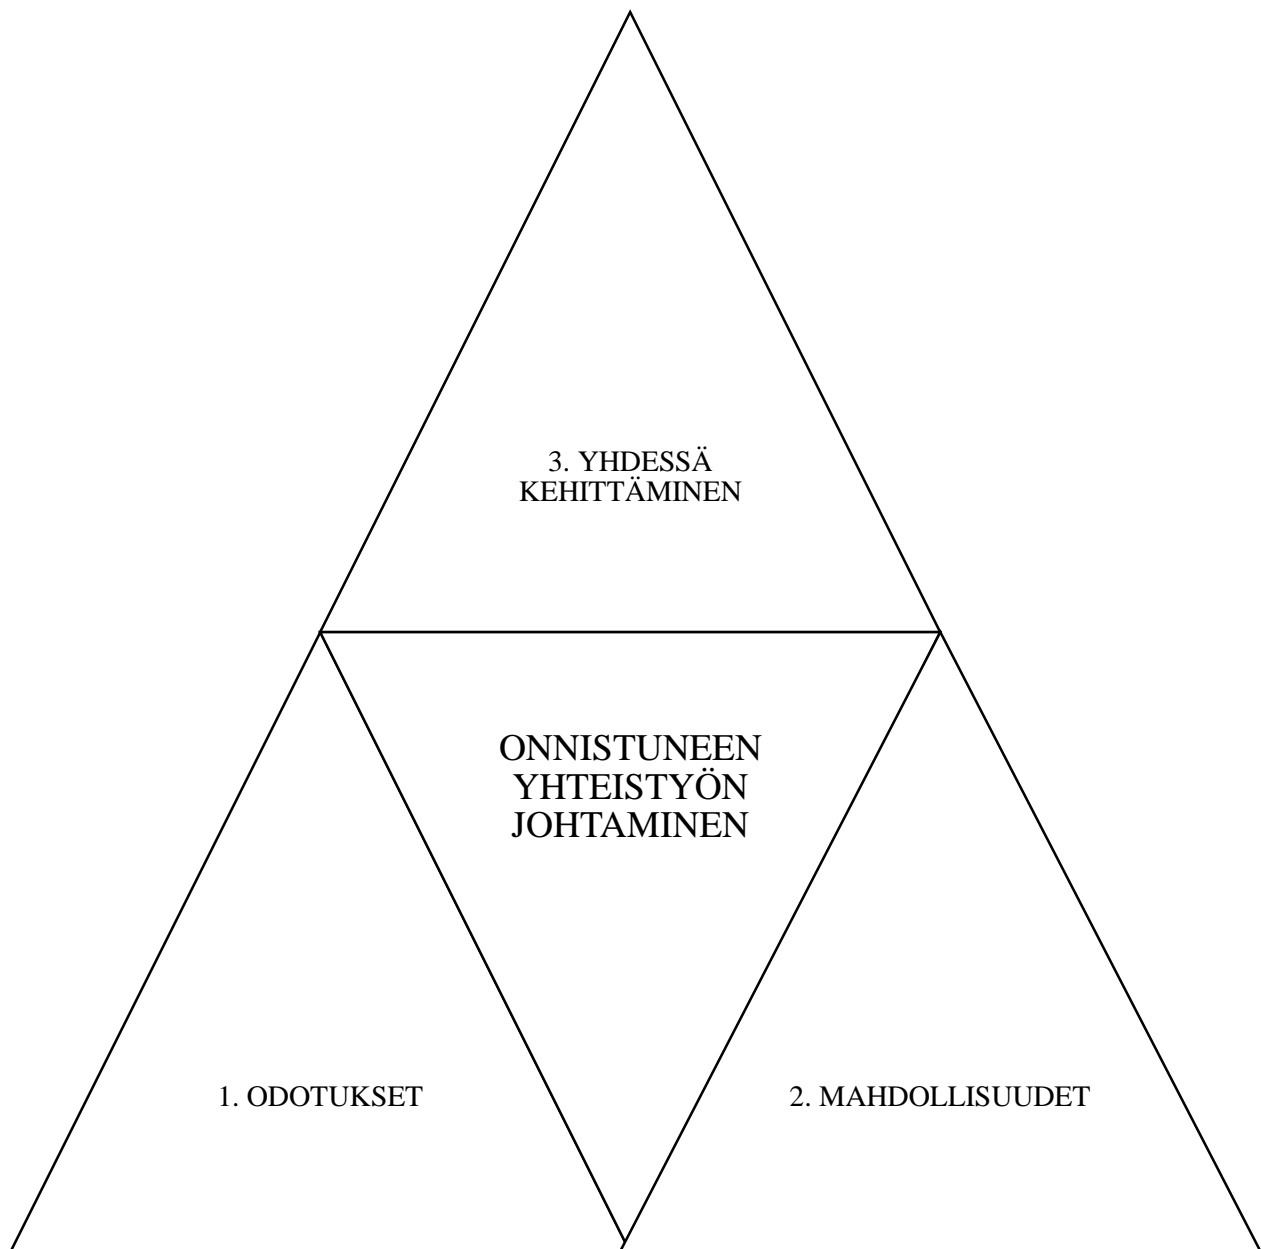 3. YHDESSÄ
KEHITTÄMINEN
ONNISTUNEEN
YHTEISTYÖN
JOHTAMINEN
1. ODOTUKSET
2. MAHDOLLISUUDET